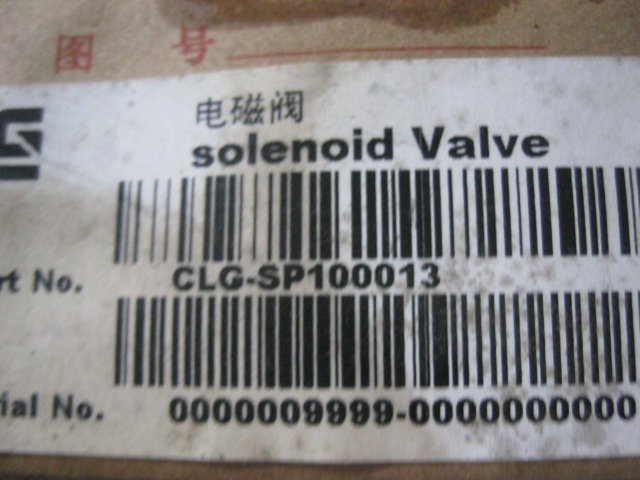 图 号
电磁阀
solenoid Valve
rt No. CLG-SP100013
ial No. 0000009999-0000000000